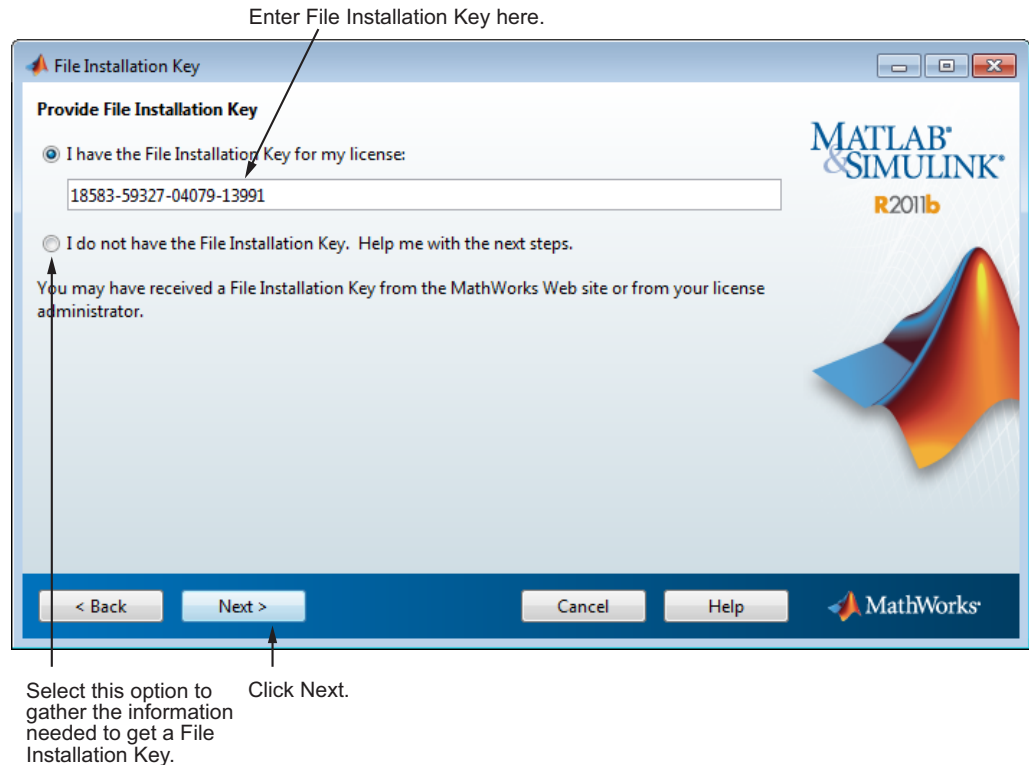 Enter File Installation Key here.
File Installation Key
Provide File Installation Key
I have the File Installation Key for my license:
18583-59327-04079-13991
I do not have the File Installation Key. Help me with the next steps.
You may have received a File Installation Key from the MathWorks Web site or from your license
administrator.
MATLAB®
&SIMULINK®
R2011b
< Back
Next >
Cancel
Help
MathWorks®
Select this option to
gather the information
needed to get a File
Installation Key.
Click Next.